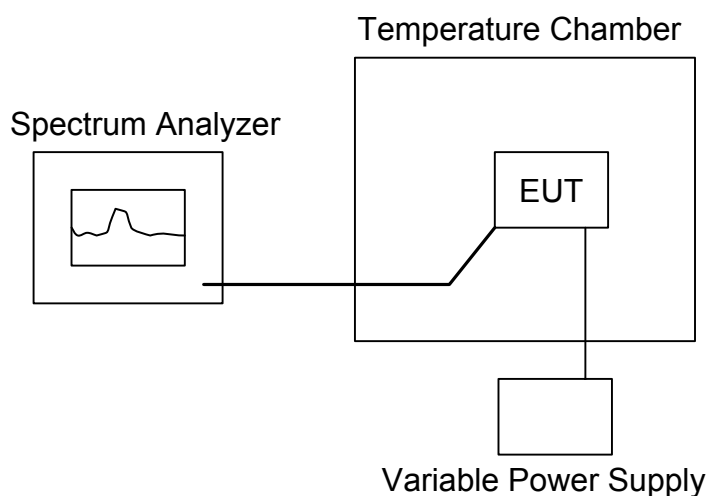 Temperature Chamber
Spectrum Analyzer
EUT
Variable Power Supply